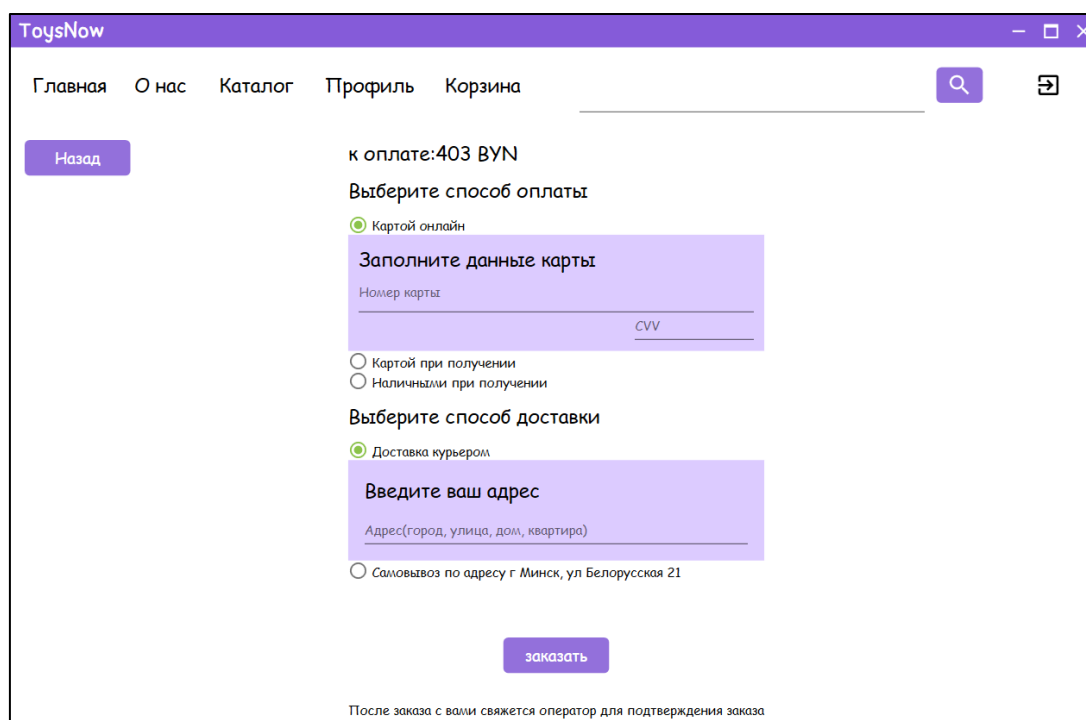 ToysNow
Главная О нас Каталог Профиль Корзина
Назад
к оплате:403 BYN
Выберите способ оплаты
Картой онлайн
Заполните данные карты
Номер карты
CVV
Картой при получении
Наличными при получении
Выберите способ доставки
Доставка курьером
Введите ваш адрес
Адрес(город, улица, дом, квартира)
Самовывоз по адресу г Минск, ул Белорусская 21
заказать
После заказа с вами свяжется оператор для подтверждения заказа